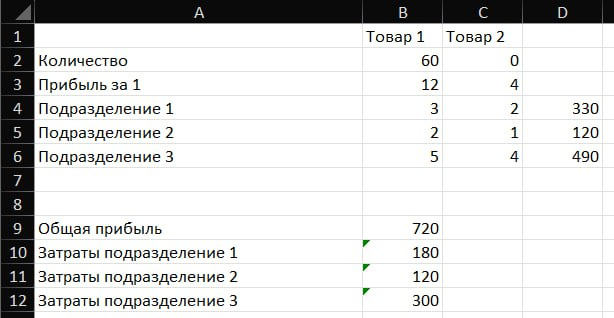 A B C D
1 Товар 1 Товар 2
2 Количество 60 0
3 Прибыль за 1 12 4
4 Подразделение 1 3 2 330
5 Подразделение 2 2 1 120
6 Подразделение 3 5 4 490
7
8
9 Общая прибыль 720
10 Затраты подразделение 1 180
11 Затраты подразделение 2 120
12 Затраты подразделение 3 300